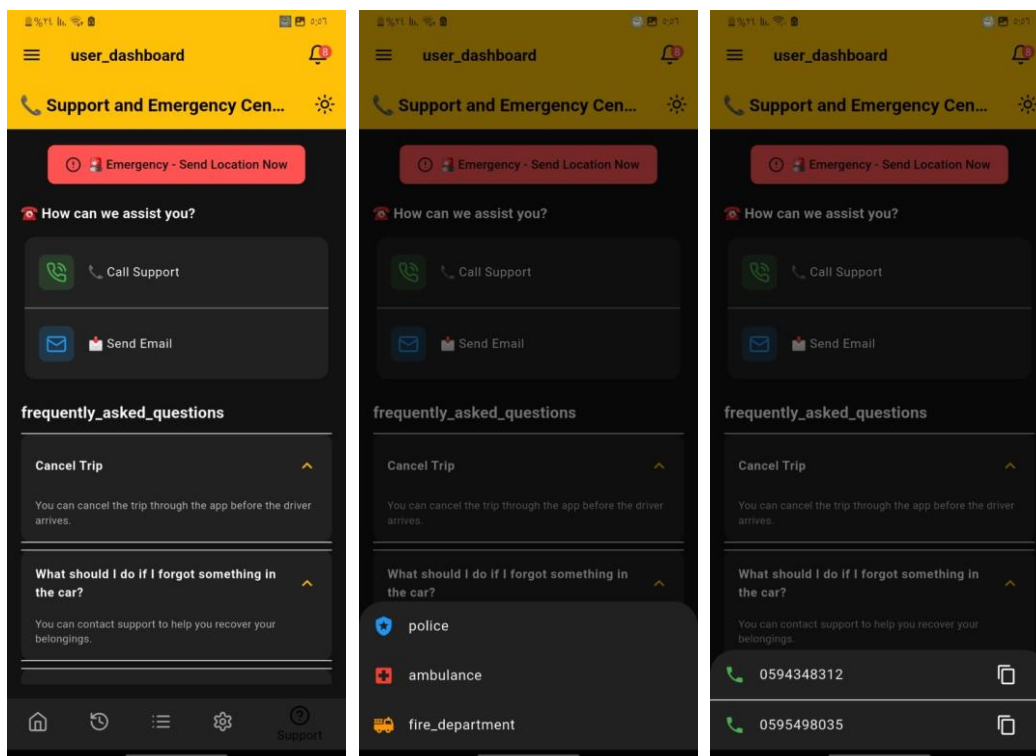 %٢٤ ٥:٥٦
user_dashboard
8
📞 Support and Emergency Cen...
🚨 Emergency - Send Location Now
☎️ How can we assist you?
📞 Call Support
📩 Send Email
frequently_asked_questions
Cancel Trip
You can cancel the trip through the app before the driver
arrives.
What should I do if I forgot something in
the car?
You can contact support to help you recover your
belongings.
Support
user_dashboard
8
📞 Support and Emergency Cen...
🚨 Emergency - Send Location Now
☎️ How can we assist you?
📞 Call Support
📩 Send Email
frequently_asked_questions
Cancel Trip
You can cancel the trip through the app before the driver
arrives.
What should I do if I forgot something in
the car?
police
ambulance
fire_department
user_dashboard
8
📞 Support and Emergency Cen...
🚨 Emergency - Send Location Now
☎️ How can we assist you?
📞 Call Support
📩 Send Email
frequently_asked_questions
Cancel Trip
You can cancel the trip through the app before the driver
arrives.
What should I do if I forgot something in
the car?
You can contact support to help you recover your
belongings.
0594348312
0595498035